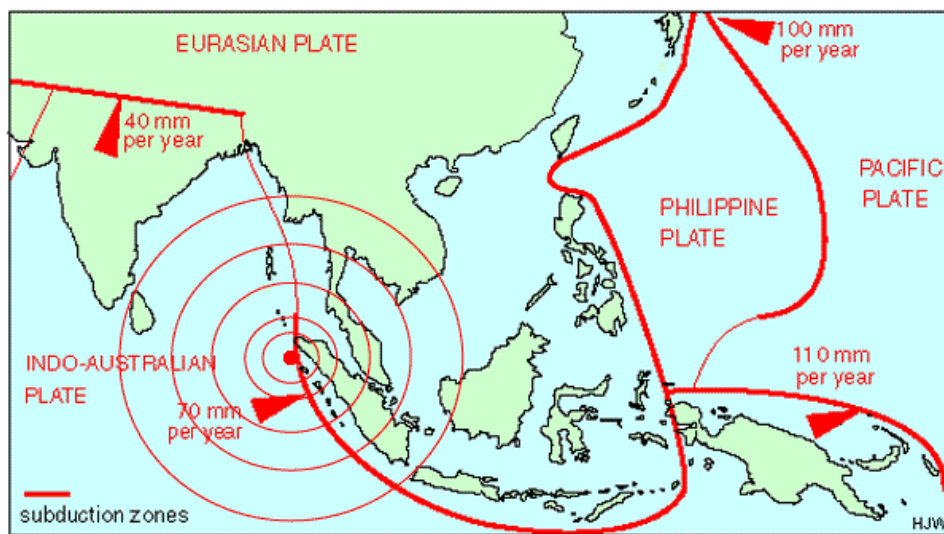 EURASIAN PLATE
100 mm
per year
40 mm
per year
PACIFIC
PLATE
PHILIPPINE
PLATE
INDO-AUSTRALIAN
PLATE
110 mm
per year
70 mm
per year
subduction zones
HJW